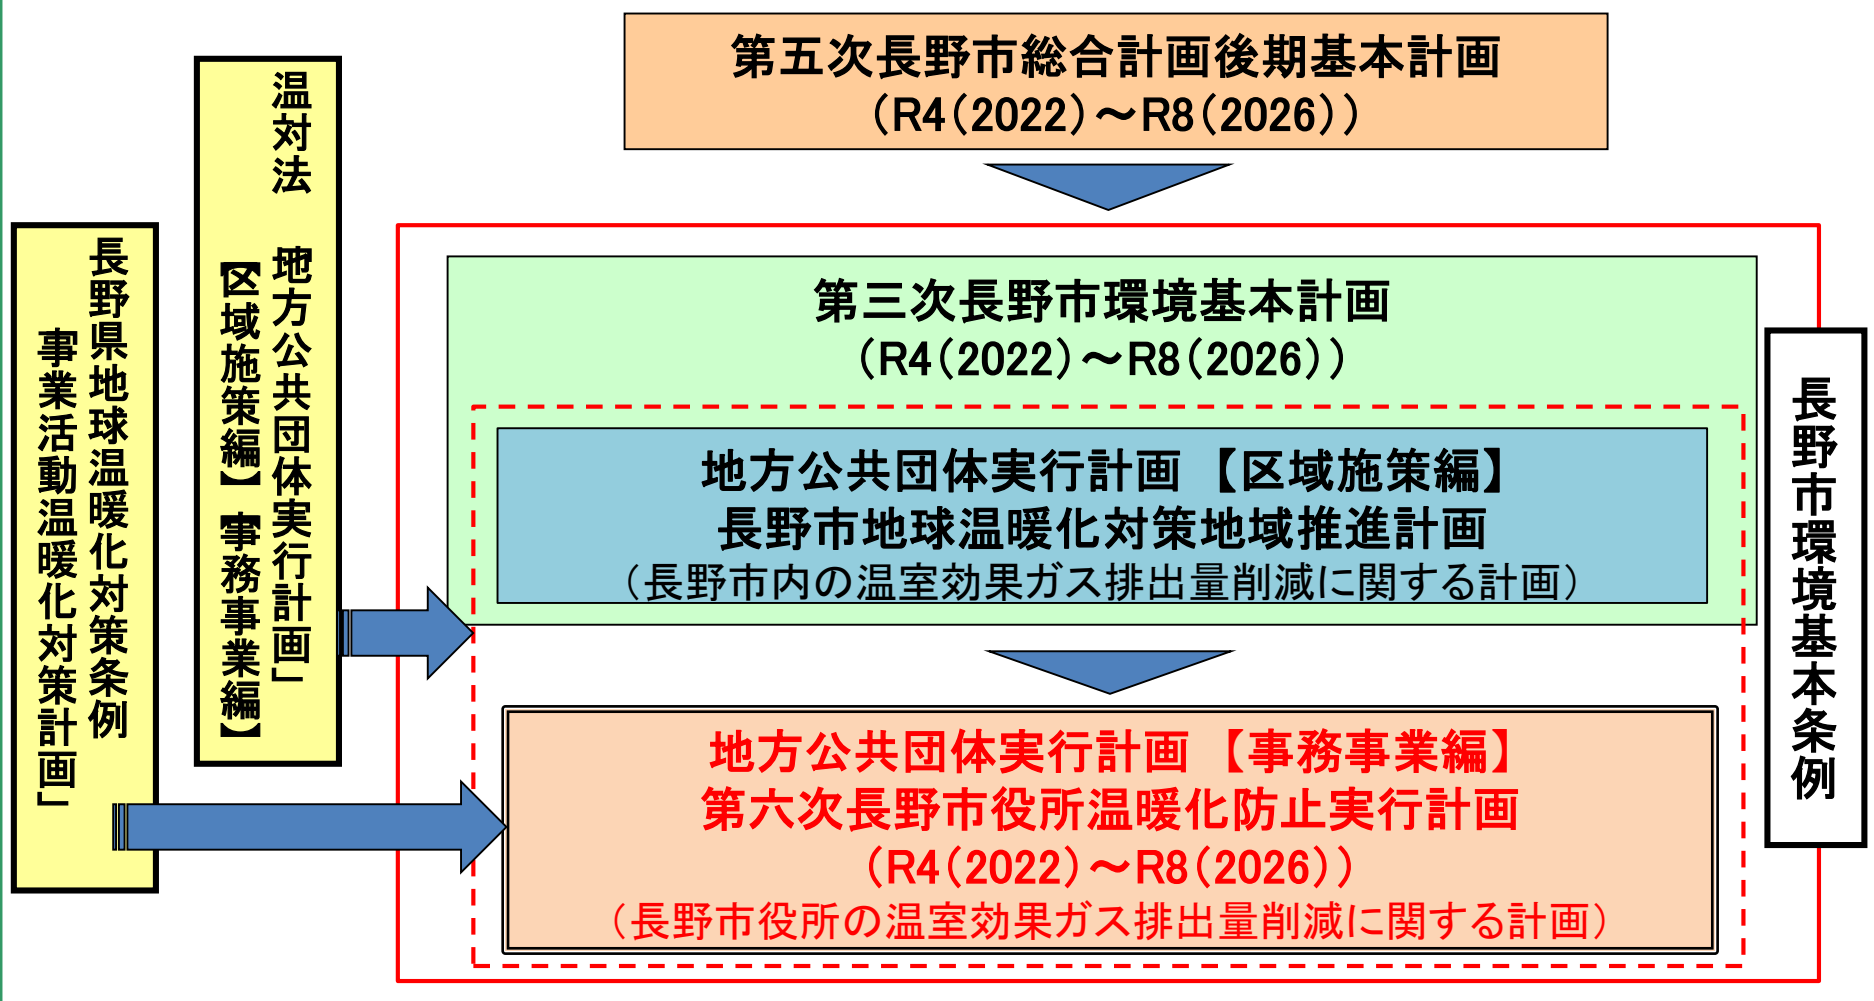 第五次長野市総合計画後期基本計画
（R4（2022）～R8（2026））
温対法　地方公共団体実行計画」
【区域施策編】【事務事業編】
長野県地球温暖化対策条例
事業活動温暖化対策計画」
第三次長野市環境基本計画
（R4（2022）～R8（2026））
地方公共団体実行計画【区域施策編】
長野市地球温暖化対策地域推進計画
（長野市内の温室効果ガス排出量削減に関する計画）
地方公共団体実行計画【事務事業編】
第六次長野市役所温暖化防止実行計画
（R4（2022）～R8（2026））
（長野市役所の温室効果ガス排出量削減に関する計画）
長野市環境基本条例